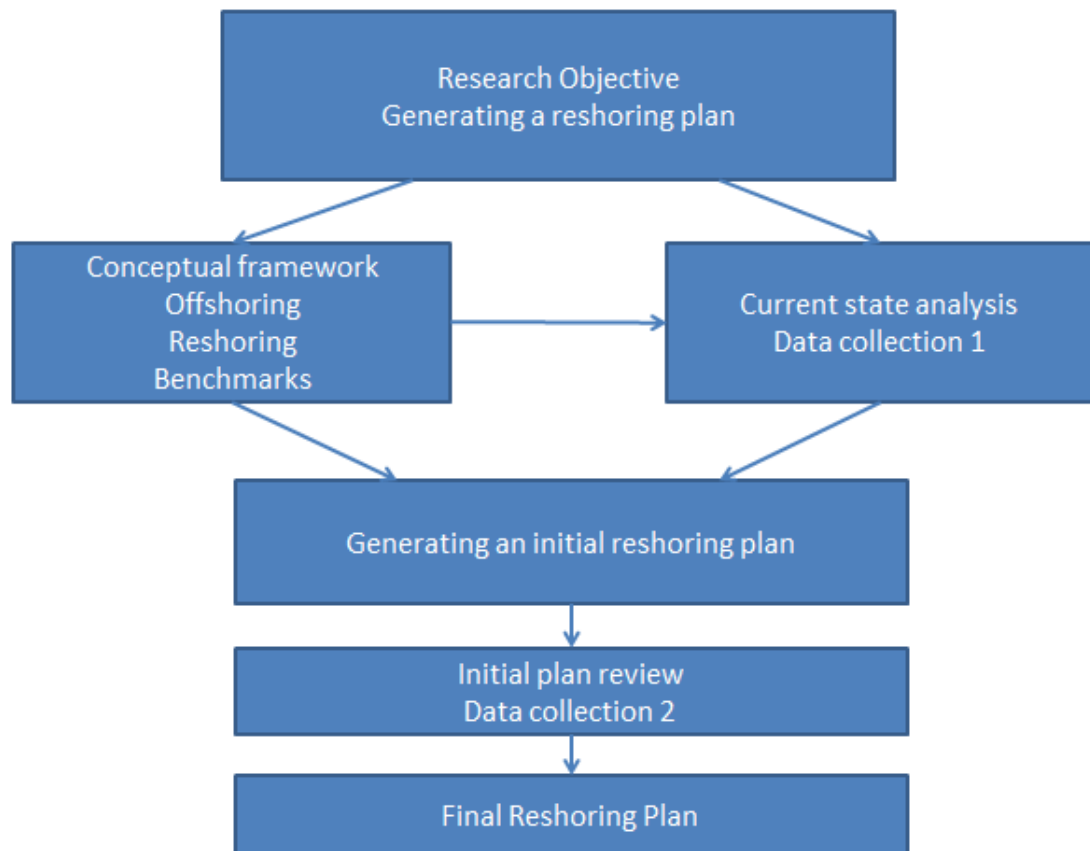 Research Objective
Generating a reshoring plan
Conceptual framework
Offshoring
Reshoring
Benchmarks
Current state analysis
Data collection 1
Generating an initial reshoring plan
Initial plan review
Data collection 2
Final Reshoring Plan